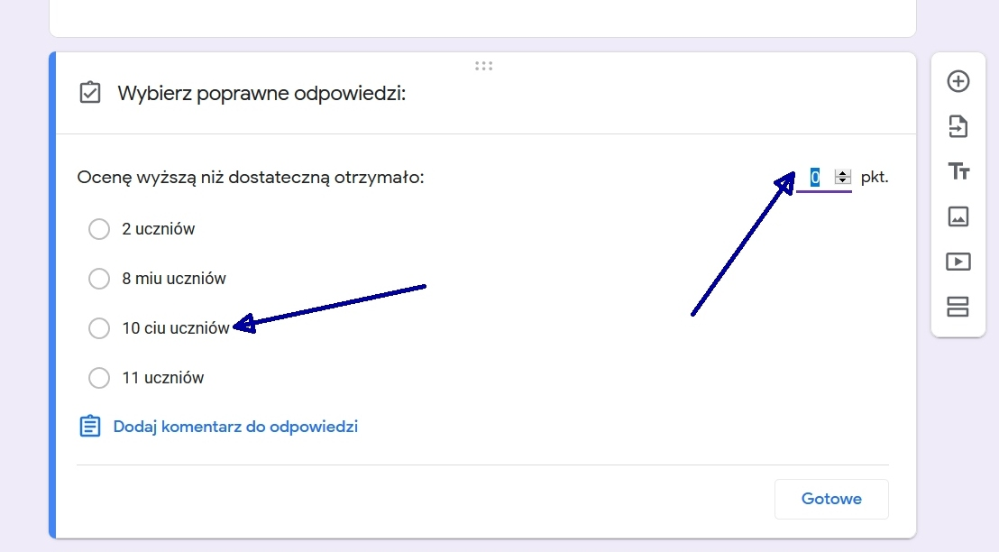 Wybierz poprawne odpowiedzi:
Ocenę wyższą niż dostateczną otrzymało:
0 pkt.
2 uczniów
8 miu uczniów
10 ciu uczniów
11 uczniów
Dodaj komentarz do odpowiedzi
Gotowe
Tт